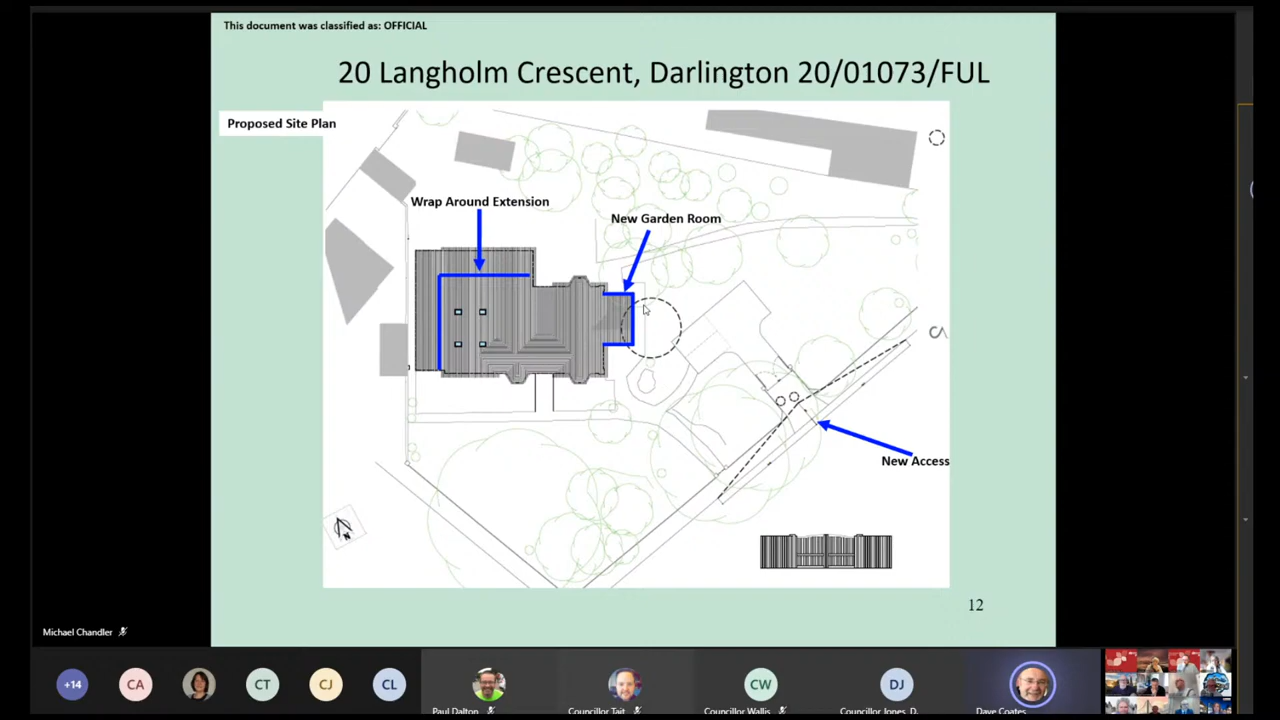 This document was classified as: OFFICIAL
20 Langholm Crescent, Darlington 20/01073/FUL
Proposed Site Plan
Wrap Around Extension
New Garden Room
New Access
N
12
Michael Chandler
+14
CA
CT
CJ
CL
Paul Dalton
Councillor Tait
CW
Councillor Wallis
DJ
Councillor Jones, D.
Dave Coates